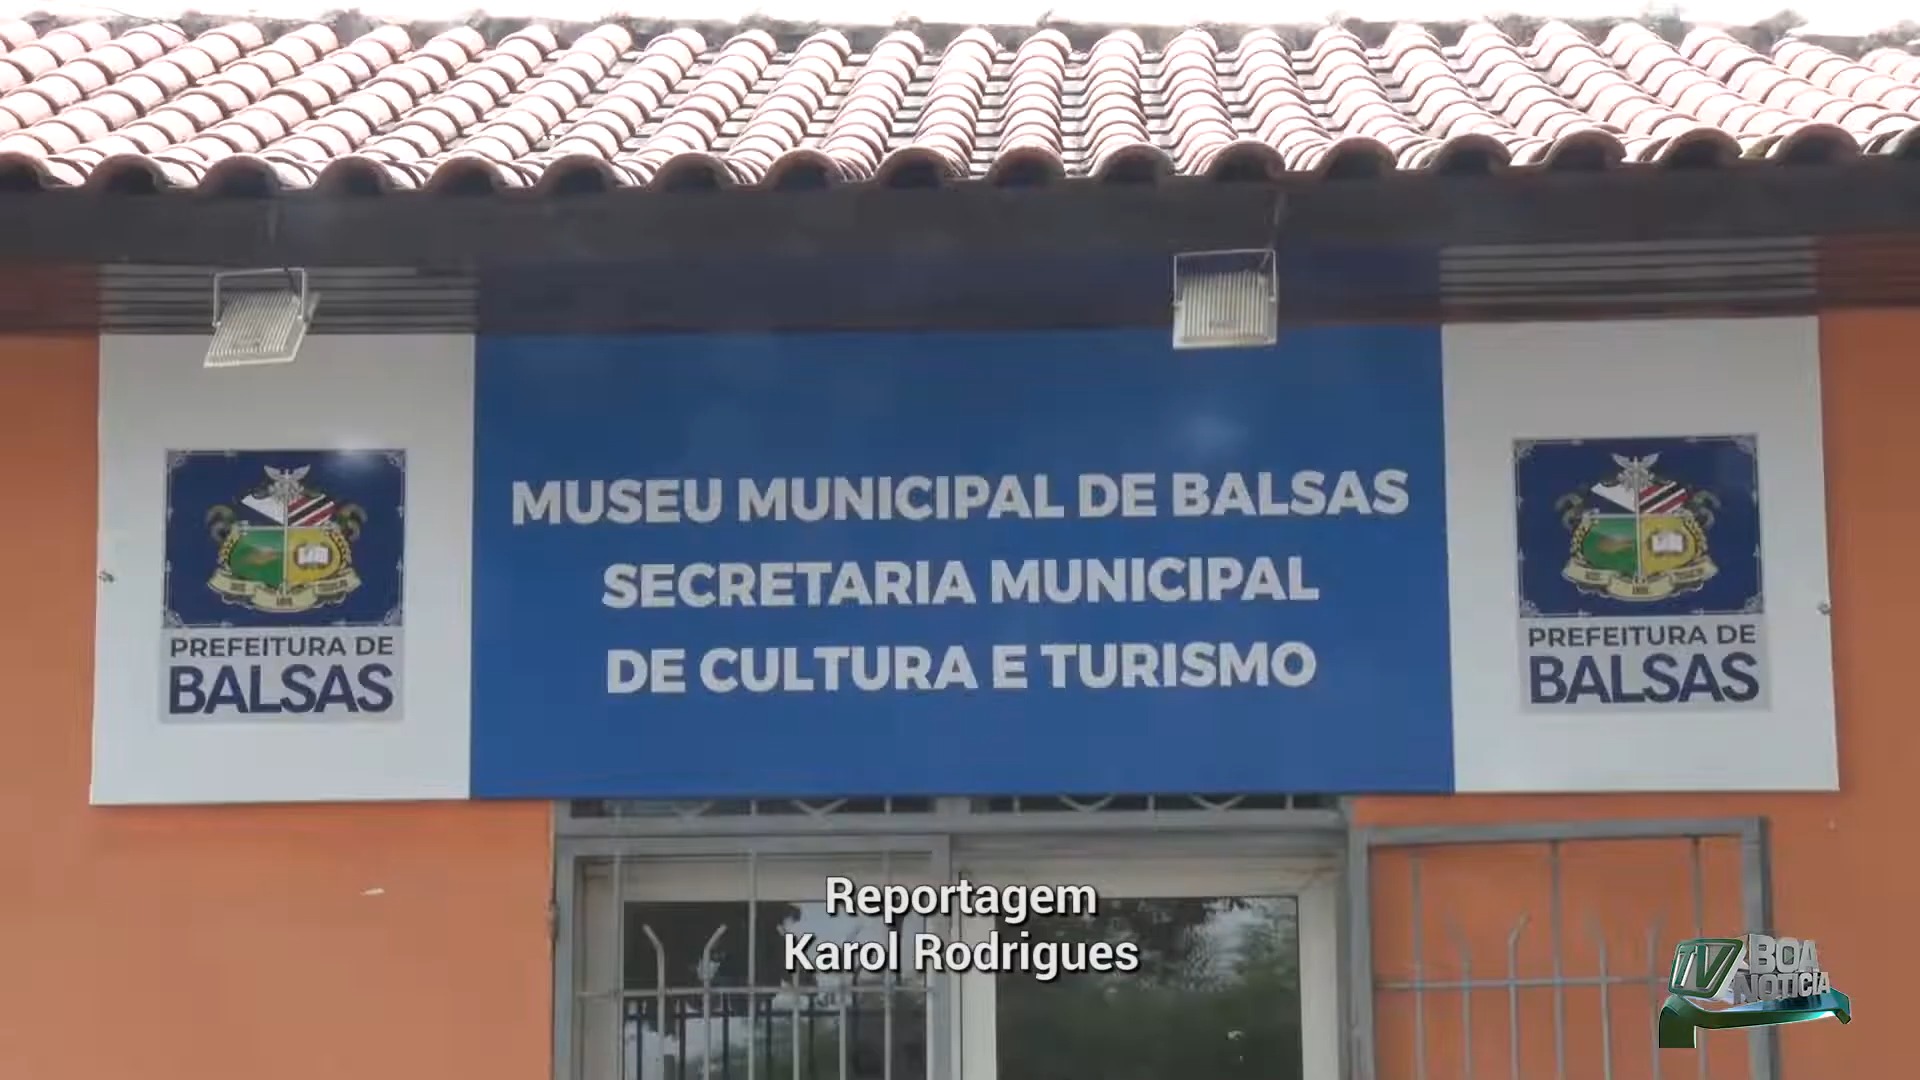 MUSEU MUNICIPAL DE BALSAS
SECRETARIA MUNICIPAL
DE CULTURA E TURISMO
PREFEITURA DE
BALSAS
PREFEITURA DE
BALSAS
Reportagem
Karol Rodrigues
TV BOA
NOTÍCIA